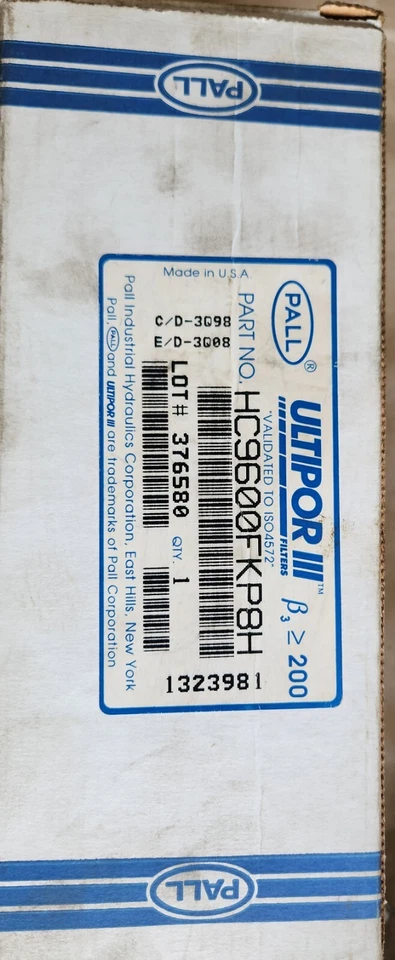 PALL
PALL®
ULTIPOR III™
FILTERS
β3 ≥ 200
"VALIDATED TO ISO4572"
PART NO. HC9600FKP8H
1323981
Made in U.S.A
C/D-3Q98
E/D-3Q08
LOT# 376580
QTY. 1
Pall Industrial Hydraulics Corporation, East Hills, New York
Pall, PALL and ULTIPOR III are trademarks of Pall Corporation
PALL